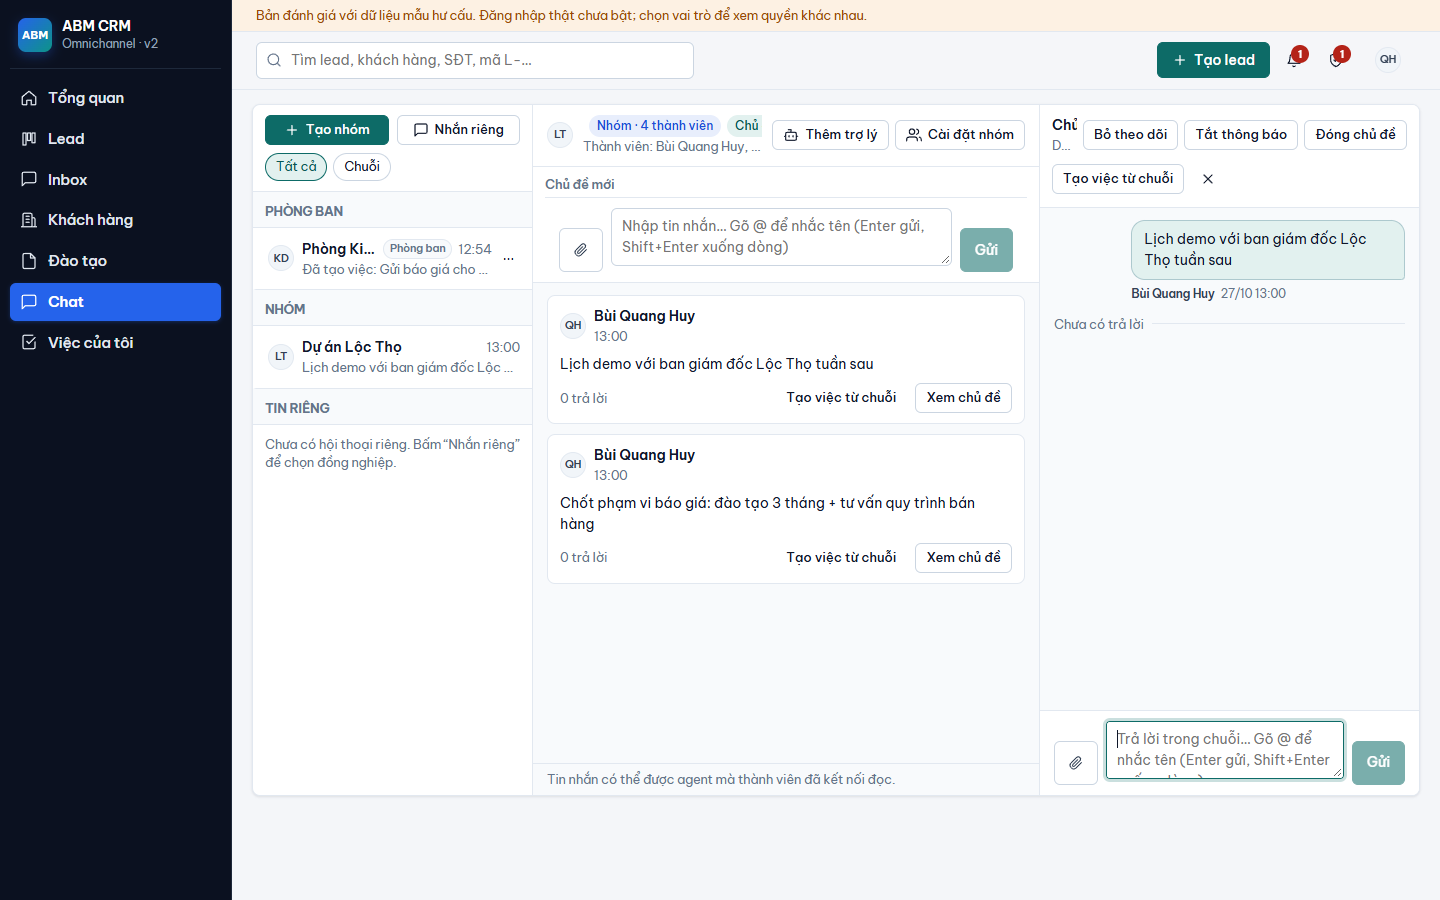 ABM
ABM CRM
Omnichannel · v2
Tổng quan
Lead
Inbox
Khách hàng
Đào tạo
Chat
Việc của tôi
Bản đánh giá với dữ liệu mẫu hư cấu. Đăng nhập thật chưa bật; chọn vai trò để xem quyền khác nhau.
Tìm lead, khách hàng, SĐT, mã L-...
Tạo lead
1
1
QH
Tạo nhóm
Nhắn riêng
Tất cả
Chuỗi
PHÒNG BAN
KD
Phòng Ki...
Phòng ban
12:54
Đã tạo việc: Gửi báo giá cho ...
...
NHÓM
LT
Dự án Lộc Thọ
13:00
Lịch demo với ban giám đốc Lộc ...
TIN RIÊNG
Chưa có hội thoại riêng. Bấm “Nhắn riêng”
để chọn đồng nghiệp.
LT
Nhóm · 4 thành viên
Chủ
Thành viên: Bùi Quang Huy, ...
Thêm trợ lý
Cài đặt nhóm
Chủ đề mới
Nhập tin nhắn... Gõ @ để nhắc tên (Enter gửi,
Shift+Enter xuống dòng)
Gửi
QH
Bùi Quang Huy
13:00
Lịch demo với ban giám đốc Lộc Thọ tuần sau
0 trả lời
Tạo việc từ chuỗi
Xem chủ đề
QH
Bùi Quang Huy
13:00
Chốt phạm vi báo giá: đào tạo 3 tháng + tư vấn quy trình bán
hàng
0 trả lời
Tạo việc từ chuỗi
Xem chủ đề
Tin nhắn có thể được agent mà thành viên đã kết nối đọc.
Chủ
D...
Bỏ theo dõi
Tắt thông báo
Đóng chủ đề
Tạo việc từ chuỗi
Lịch demo với ban giám đốc Lộc
Thọ tuần sau
Bùi Quang Huy 27/10 13:00
Chưa có trả lời
Trả lời trong chuỗi... Gõ @ để
nhắc tên (Enter gửi, Shift+Enter
Gửi